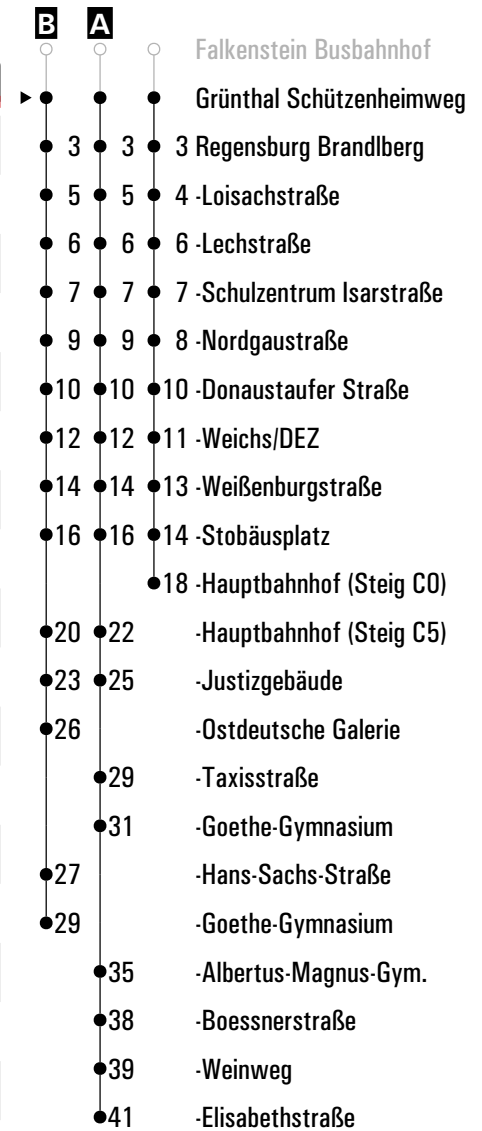 B A
Falkenstein Busbahnhof
Grünthal Schützenheimweg
3 3 3 Regensburg Brandlberg
5 5 4 -Loisachstraße
6 6 6 -Lechstraße
7 7 7 -Schulzentrum Isarstraße
9 9 8 -Nordgaustraße
10 10 10 -Donaustaufer Straße
12 12 11 -Weichs/DEZ
14 14 13 -Weißenburgstraße
16 16 14 -Stobäusplatz
18 -Hauptbahnhof (Steig C0)
20 22 -Hauptbahnhof (Steig C5)
23 25 -Justizgebäude
26 -Ostdeutsche Galerie
29 -Taxisstraße
31 -Goethe-Gymnasium
27 -Hans-Sachs-Straße
29 -Goethe-Gymnasium
35 -Albertus-Magnus-Gym.
38 -Boessnerstraße
39 -Weinweg
41 -Elisabethstraße